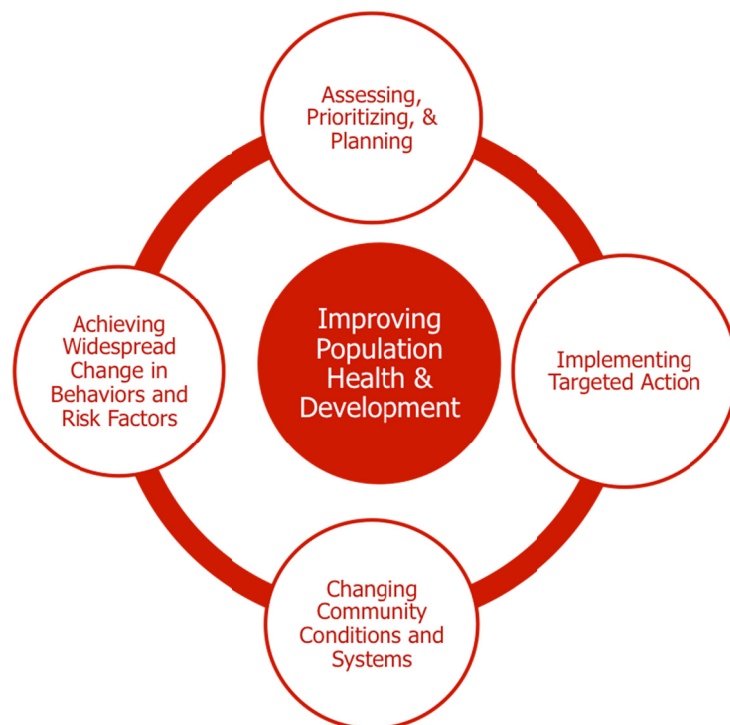 Assessing,
Prioritizing, &
Planning
Improving
Population
Health &
Development
Achieving
Widespread
Change in
Behaviors and
Risk Factors
Implementing
Targeted Action
Changing
Community
Conditions and
Systems